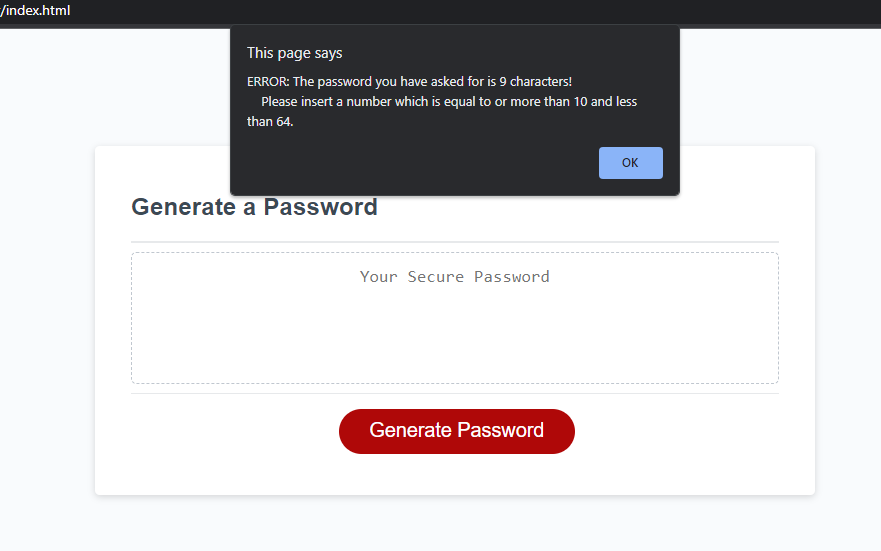 /index.html
This page says
ERROR: The password you have asked for is 9 characters!
Please insert a number which is equal to or more than 10 and less
than 64.
OK
Generate a Password
Your Secure Password
Generate Password